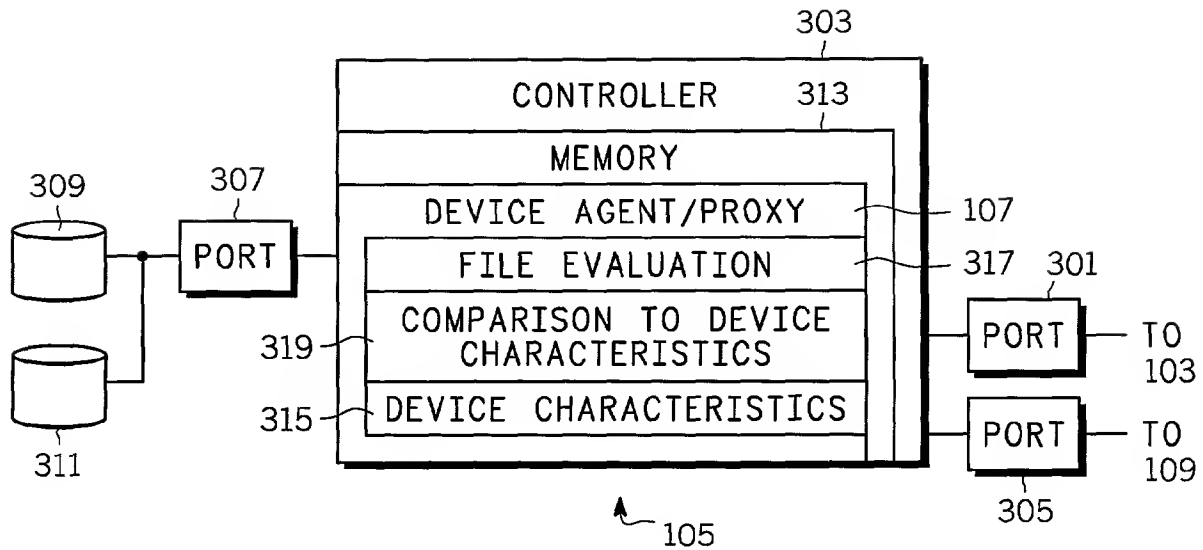 303
CONTROLLER
313
MEMORY
309
307
DEVICE AGENT/PROXY
107
PORT
FILE EVALUATION
317
301
COMPARISON TO DEVICE
CHARACTERISTICS
319
PORT
TO
103
315
DEVICE CHARACTERISTICS
311
PORT
TO
109
305
105